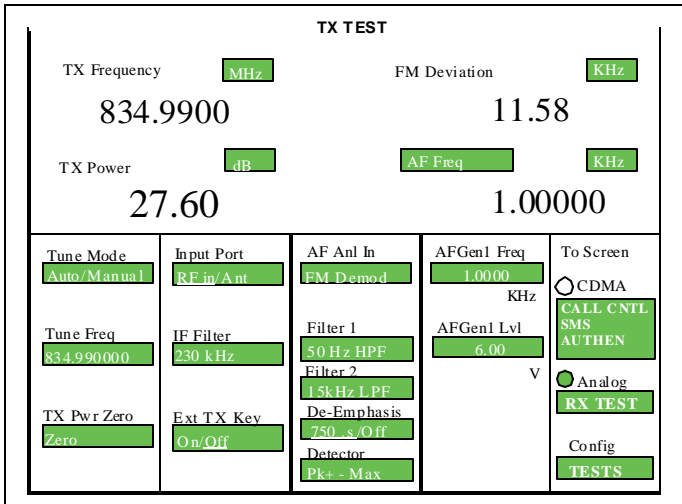 TX TEST
TX Frequency MHz
834.9900
FM Deviation KHz
11.58
TX Power dB
27.60
AF Freq KHz
1.00000
Tune Mode
Auto/Manual
Tune Freq
834.990000
TX Pwr Zero
Zero
Input Port
RF in/Ant
IF Filter
230 kHz
Ext TX Key
On/Off
AF Anl In
FM Demod
Filter 1
50 Hz HPF
Filter 2
15kHz LPF
De-Emphasis
750 .s/Off
Detector
Pk+ - Max
AFGen1 Freq
1.0000
KHz
AFGen1 Lvl
6.00
V
To Screen
CDMA
CALL CNTL
SMS
AUTHEN
Analog
RX TEST
Config
TESTS